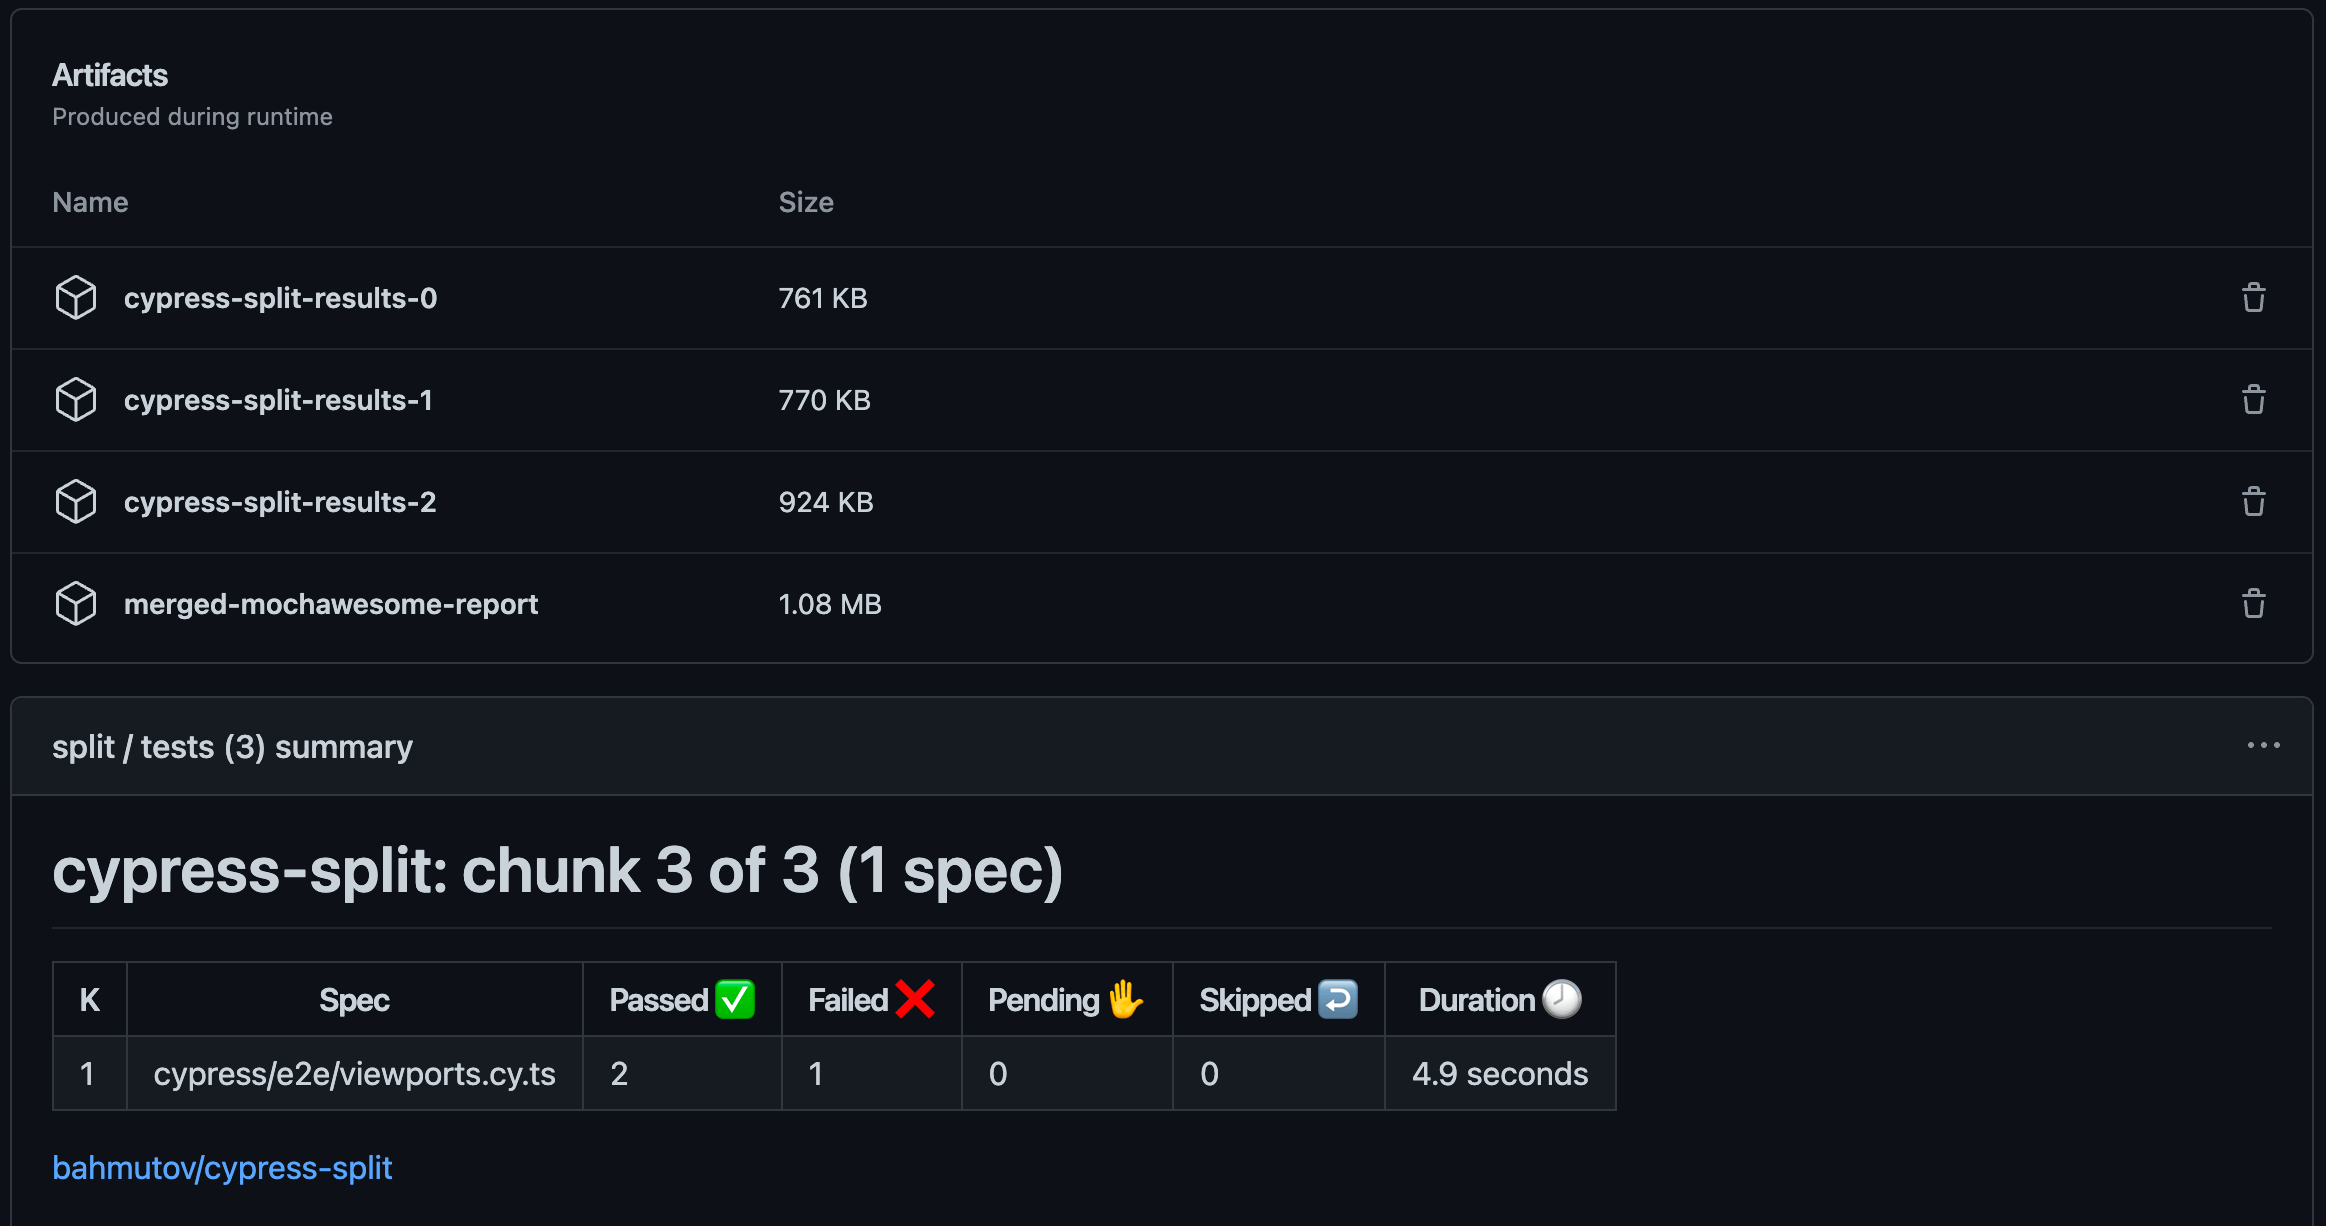 Artifacts
Produced during runtime
Name Size
cypress-split-results-0 761 KB
cypress-split-results-1 770 KB
cypress-split-results-2 924 KB
merged-mochawesome-report 1.08 MB
split / tests (3) summary
cypress-split: chunk 3 of 3 (1 spec)
K Spec Passed ✅ Failed ❌ Pending ✋ Skipped ↩️ Duration 🕗
1 cypress/e2e/viewports.cy.ts 2 1 0 0 4.9 seconds
bahmutov/cypress-split